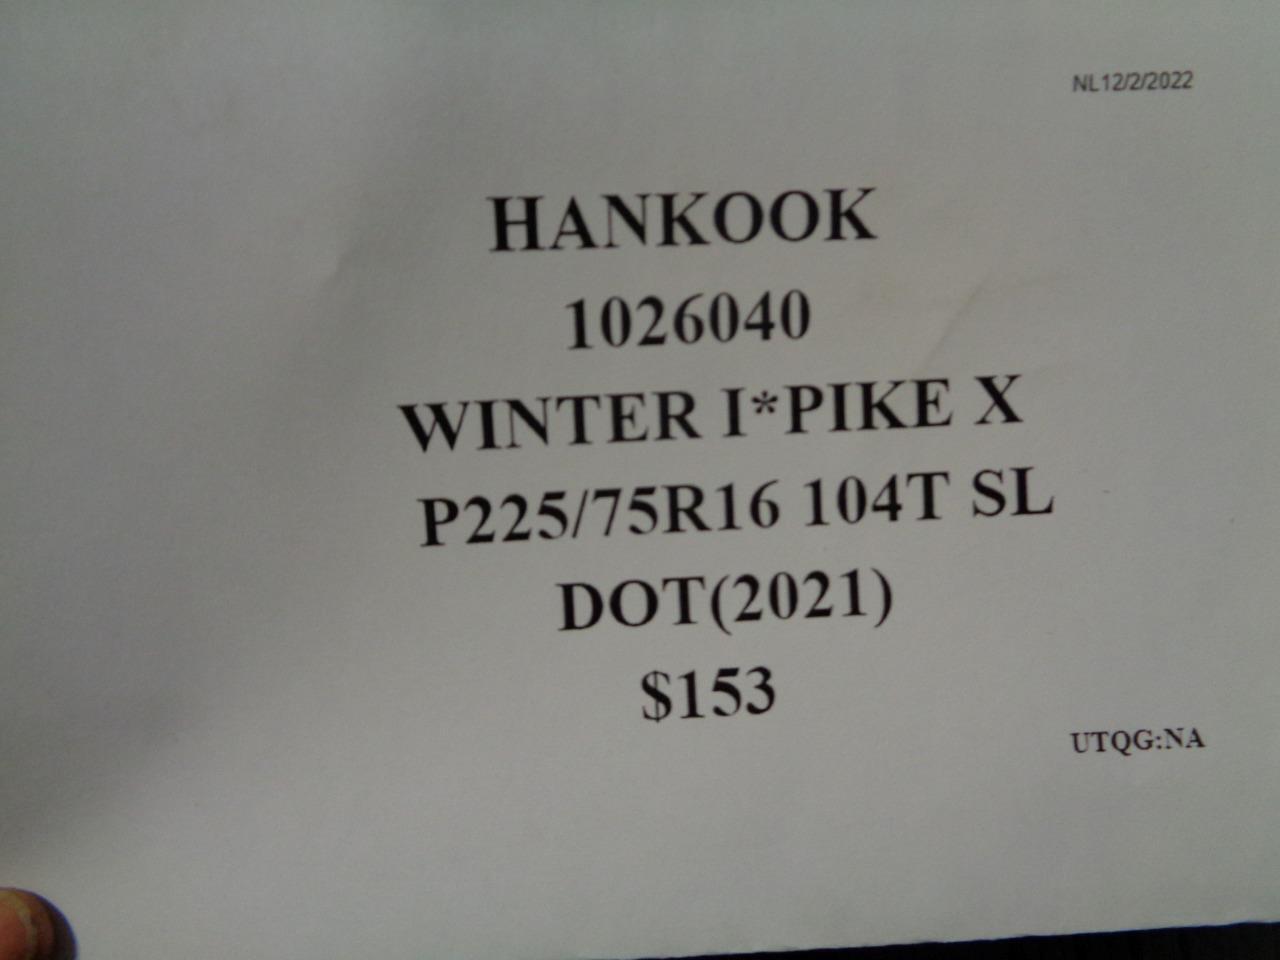 NL12/2/2022
HANKOOK
1026040
WINTER I*PIKE X
P225/75R16 104T SL
DOT(2021)
$153
UTQG:NA